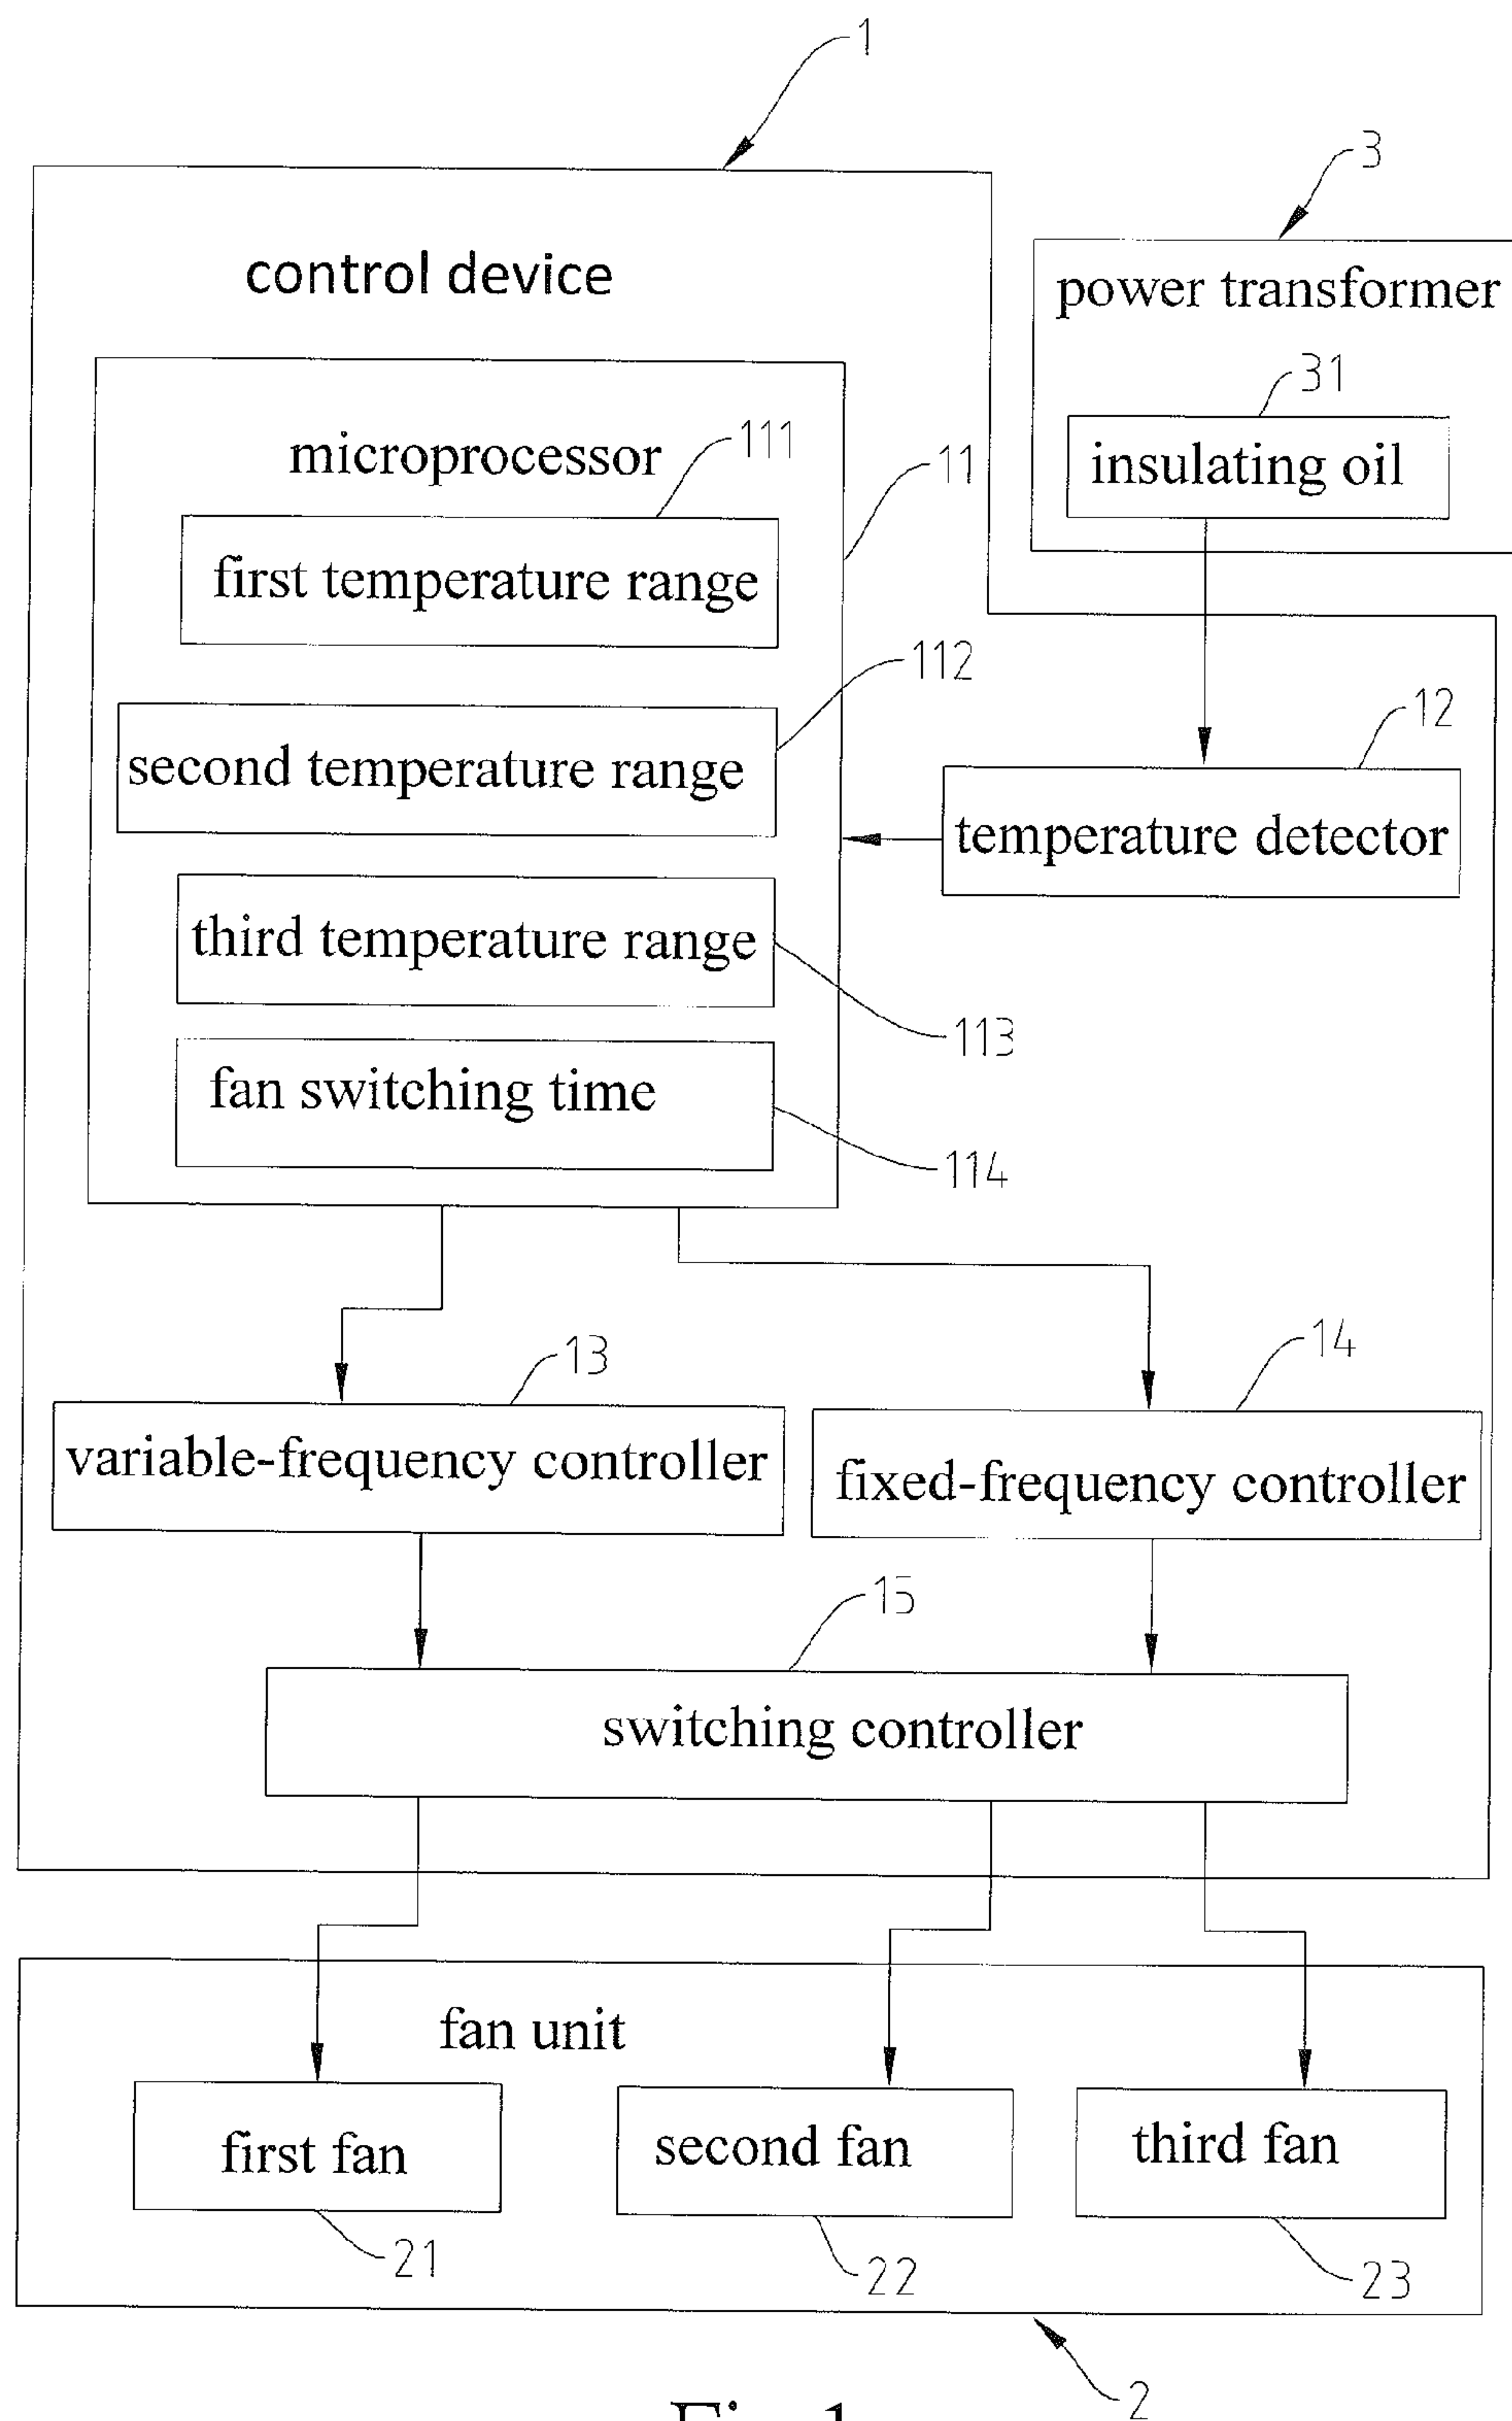 1
3
control device
power transformer
31
insulating oil
microprocessor
111
11
first temperature range
112
second temperature range
12
temperature detector
third temperature range
113
fan switching time
114
13
14
variable-frequency controller
fixed-frequency controller
15
switching controller
fan unit
first fan
second fan
third fan
21
22
23
2
Fig. 1